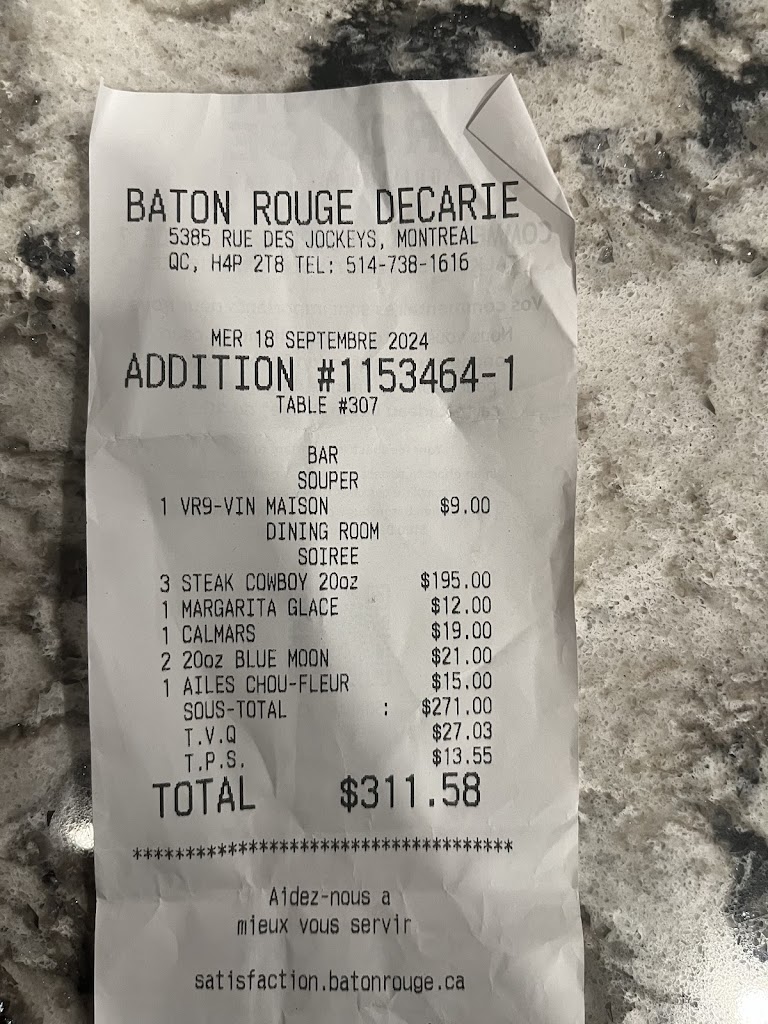 BATON ROUGE DECARIE
5385 RUE DES JOCKEYS, MONTREAL
QC, H4P 2T8 TEL: 514-738-1616
MER 18 SEPTEMBRE 2024
ADDITION #1153464-1
TABLE #307
BAR
SOUPER
1 VR9-VIN MAISON $9.00
DINING ROOM
SOIREE
3 STEAK COWBOY 20oz $195.00
1 MARGARITA GLACE $12.00
1 CALMARS $19.00
2 20oz BLUE MOON $21.00
1 AILES CHOU-FLEUR $15.00
SOUS-TOTAL : $271.00
T.V.Q $27.03
T.P.S. $13.55
TOTAL $311.58
****************************************
Aidez-nous a
mieux vous servir
satisfaction.batonrouge.ca